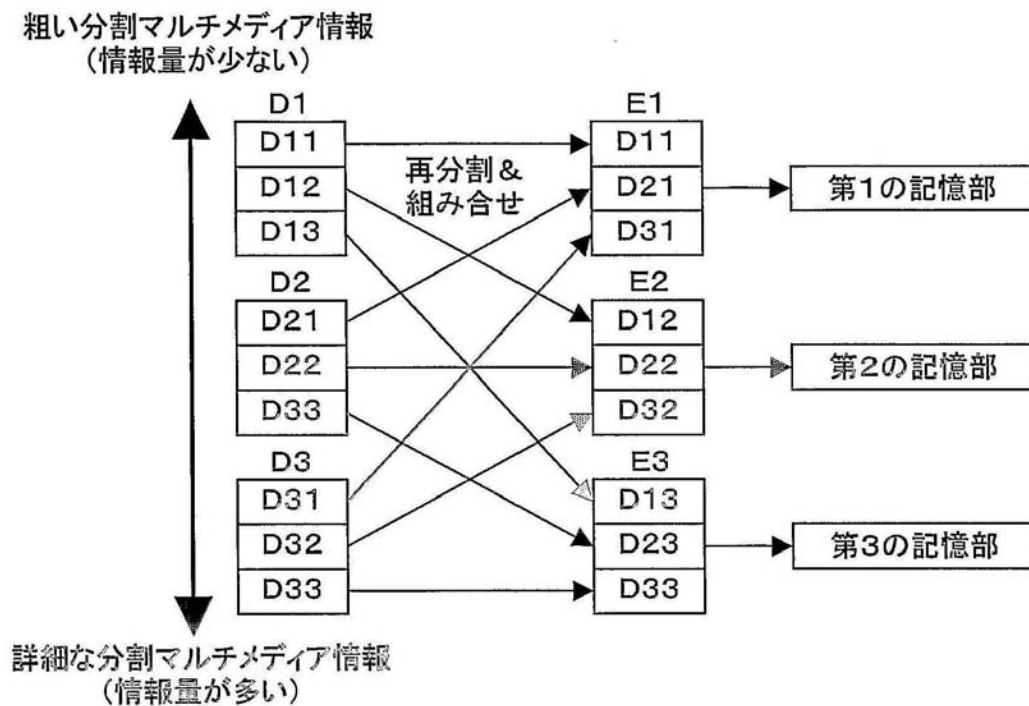 粗い分割マルチメディア情報
（情報量が少ない）
D1
D11
D12
D13
D2
D21
D22
D33
D3
D31
D32
D33
再分割＆
組み合せ
E1
D11
D21
D31
E2
D12
D22
D32
E3
D13
D23
D33
第1の記憶部
第2の記憶部
第3の記憶部
詳細な分割マルチメディア情報
（情報量が多い）